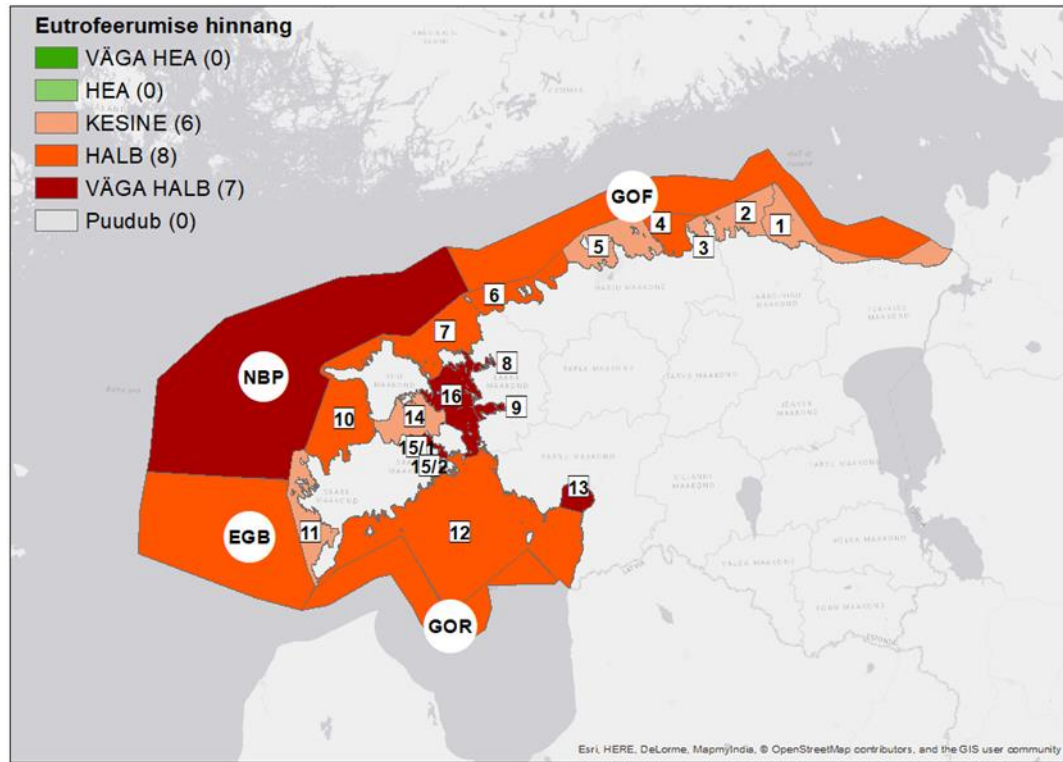 Eutrofeerumise hinnang
VÄGA HEA (0)
HEA (0)
KESINE (6)
HALB (8)
VÄGA HALB (7)
Puudub (0)
GOF
2
4
1
5
3
6
7
8
NBP
16
9
10
14
15/1
15/2
13
11
12
EGB
GOR
Esri, HERE, DeLorme, MapmyIndia, © OpenStreetMap contributors, and the GIS user community